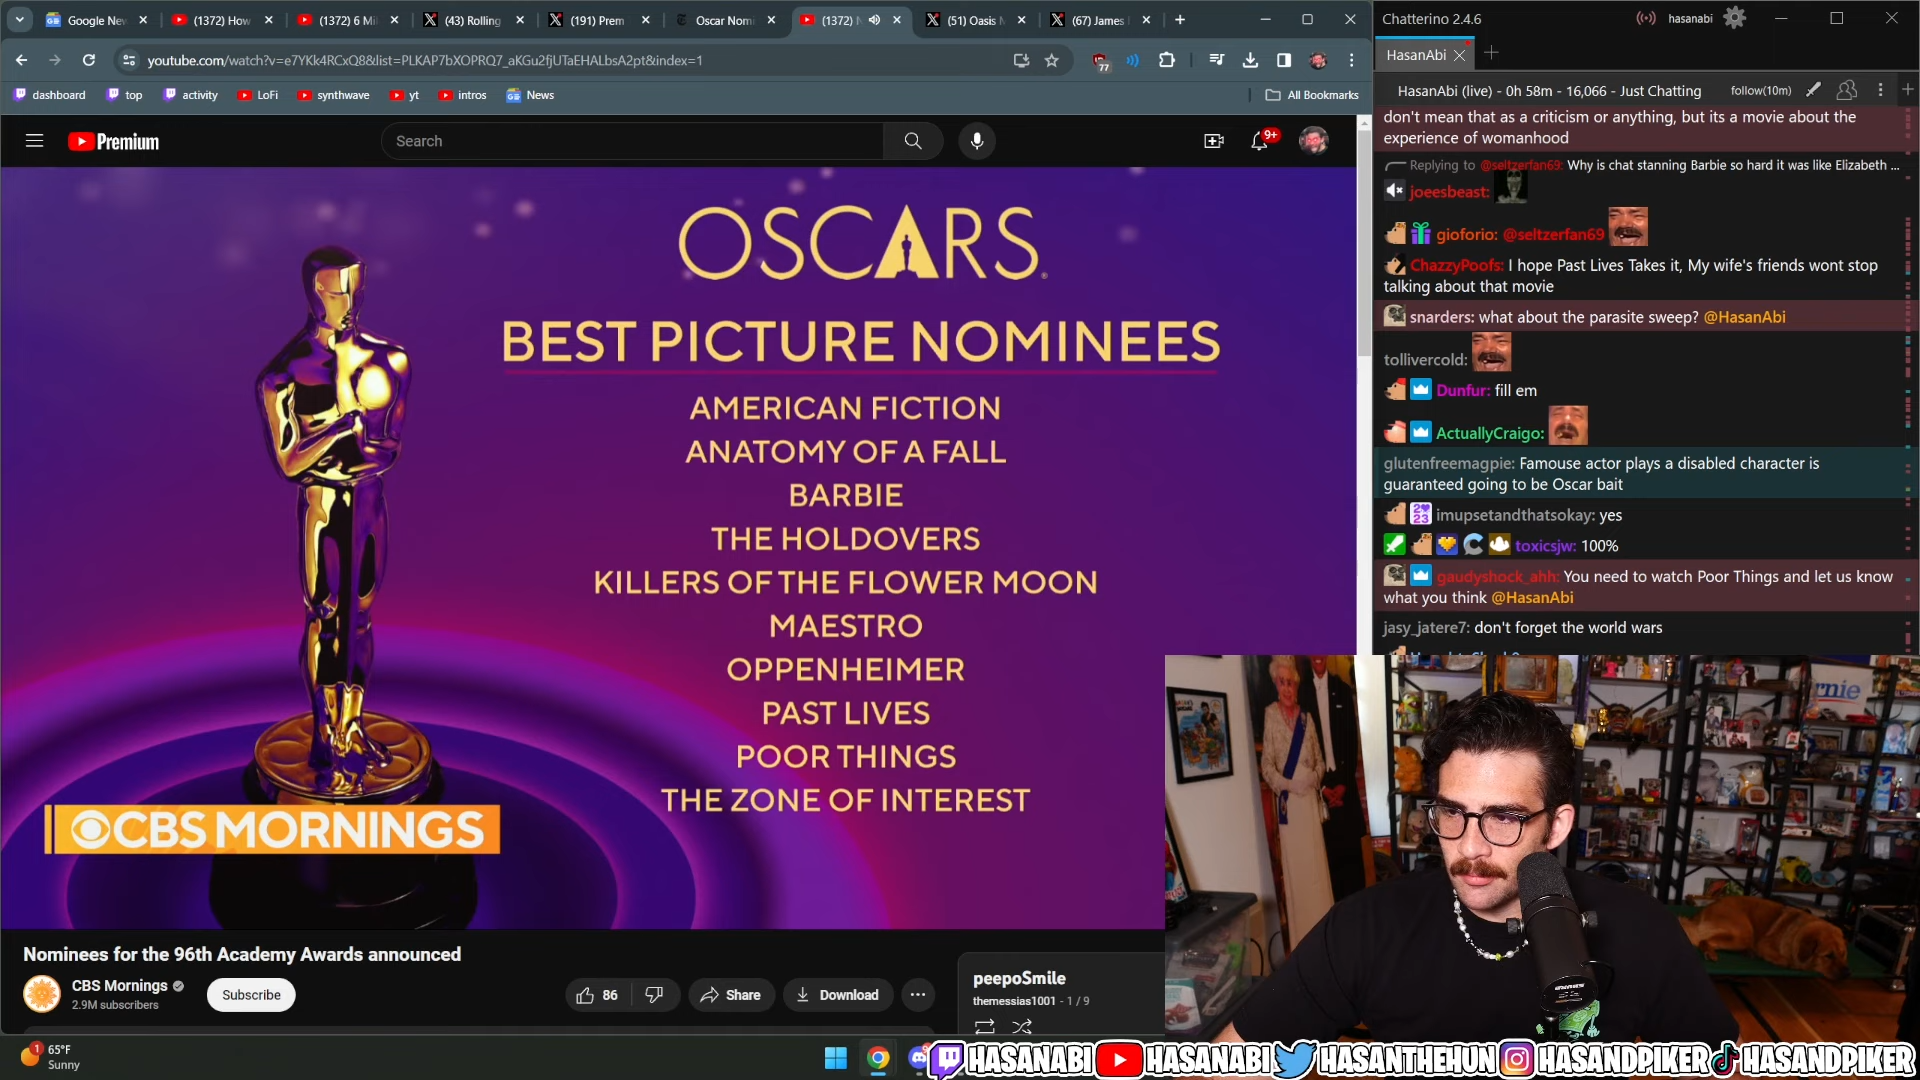 Google Nev
(1372) How
(1372) 6 Mi
(43) Rolling
(191) Prem
Oscar Nomi
(1372) N
(51) Oasis M
(67) James
youtube.com/watch?v=e7YKk4RCxQ8&list=PLKAP7bXOPRQ7_aKGu2fjUTaEHALbsA2pt&index=1
77
dashboard
top
activity
LoFi
synthwave
yt
intros
News
All Bookmarks
Premium
Search
9+
OSCARS
BEST PICTURE NOMINEES
AMERICAN FICTION
ANATOMY OF A FALL
BARBIE
THE HOLDOVERS
KILLERS OF THE FLOWER MOON
MAESTRO
OPPENHEIMER
PAST LIVES
POOR THINGS
THE ZONE OF INTEREST
CBS MORNINGS
Nominees for the 96th Academy Awards announced
CBS Mornings
2.9M subscribers
Subscribe
86
Share
Download
peepoSmile
themessias1001 - 1 / 9
1
65°F
Sunny
Chatterino 2.4.6
hasanabi
HasanAbi
HasanAbi (live) - 0h 58m - 16,066 - Just Chatting
follow(10m)
don't mean that as a criticism or anything, but its a movie about the
experience of womanhood
Replying to @seltzerfan69: Why is chat stanning Barbie so hard it was like Elizabeth ...
joeesbeast:
gioforio: @seltzerfan69
ChazzyPoofs: I hope Past Lives Takes it, My wife's friends wont stop
talking about that movie
snarders: what about the parasite sweep? @HasanAbi
tollivercold:
Dunfur: fill em
ActuallyCraigo:
glutenfreemagpie: Famouse actor plays a disabled character is
guaranteed going to be Oscar bait
imupsetandthatsokay: yes
toxicsjw: 100%
gaudyshock_ahh: You need to watch Poor Things and let us know
what you think @HasanAbi
jasy_jatere7: don't forget the world wars
rnie
HASANABI
HASANABI
HASANTHEHUN
HASANDPIKER
HASANDPIKER